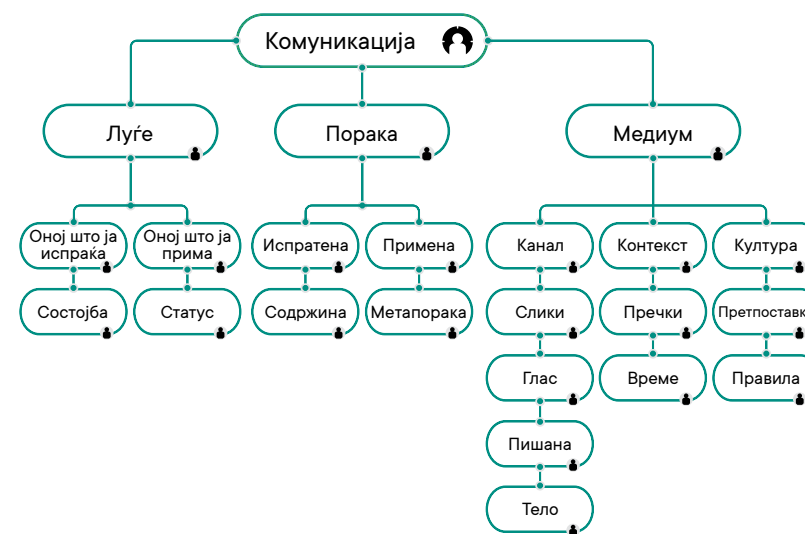 Комуникација
Луѓе
Порака
Медиум
Оној што ја
испраќа
Оној што ја
прима
Испратена
Примена
Канал
Контекст
Култура
Состојба
Статус
Содржина
Метапорака
Слики
Пречки
Претпоставк
Глас
Време
Правила
Пишана
Тело